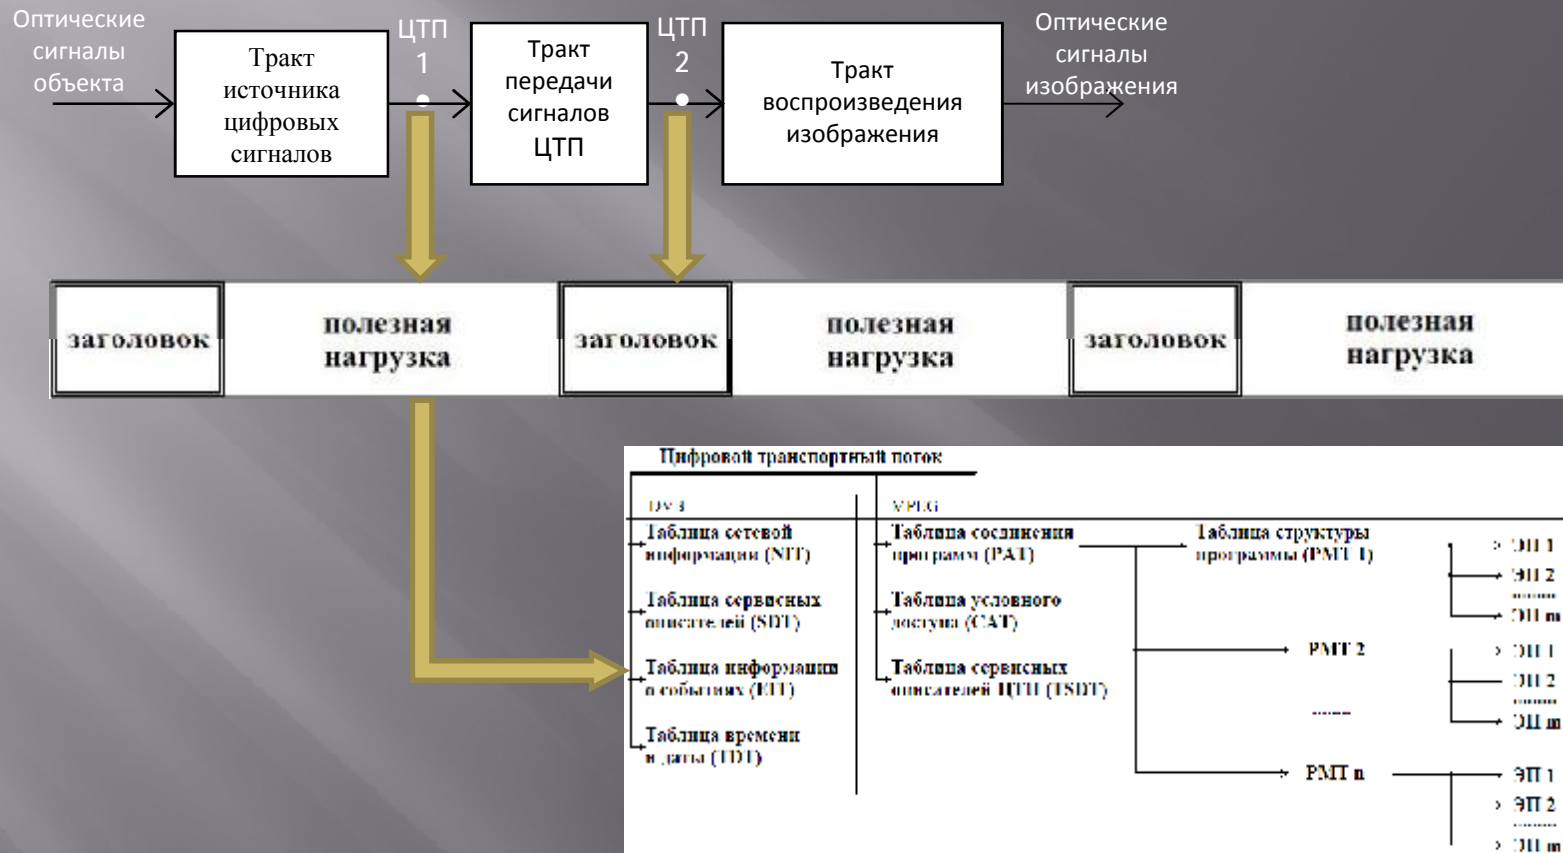 Оптические
сигналы
объекта
Тракт
источника
цифровых
сигналов
ЦТП
1
Тракт
передачи
сигналов
ЦТП
ЦТП
2
Тракт
воспроизведения
изображения
Оптические
сигналы
изображения
заголовок
полезная
нагрузка
заголовок
полезная
нагрузка
заголовок
полезная
нагрузка
Цифровой транспортный поток
DVB
MPEG
Таблица сетевой
информации (NIT)
Таблица сервисных
описателей (SDT)
Таблица информации
о событиях (EIT)
Таблица времени
и даты (TDT)
Таблица соединения
программ (PAT)
Таблица условного
доступа (CAT)
Таблица сервисных
описателей ЦТП (TSDT)
Таблица структуры
программы (PMT 1)
ЭП 1
ЭП 2
........
ЭП m
PMT 2
ЭП 1
ЭП 2
........
ЭП m
........
PMT n
ЭП 1
ЭП 2
........
ЭП m